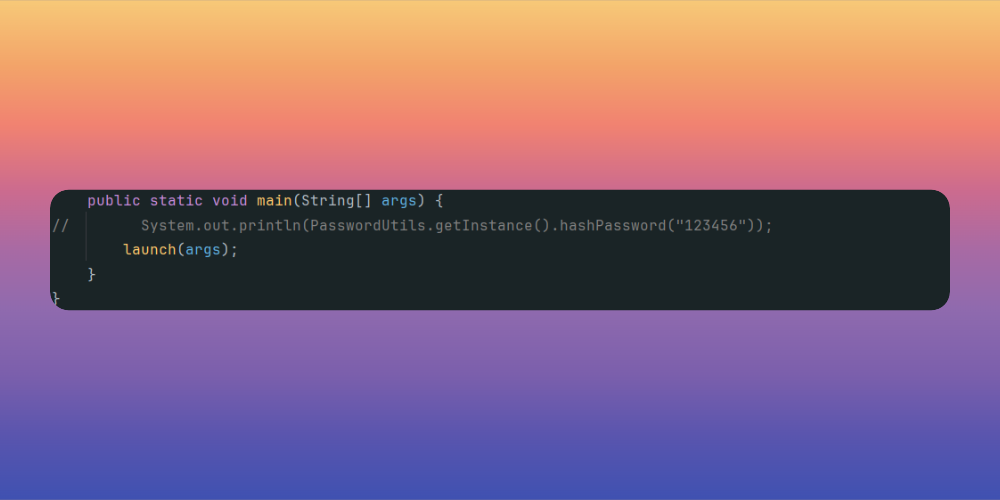 public static void main(String[] args) {
//        System.out.println(PasswordUtils.getInstance().hashPassword("123456"));
launch(args);
}
}